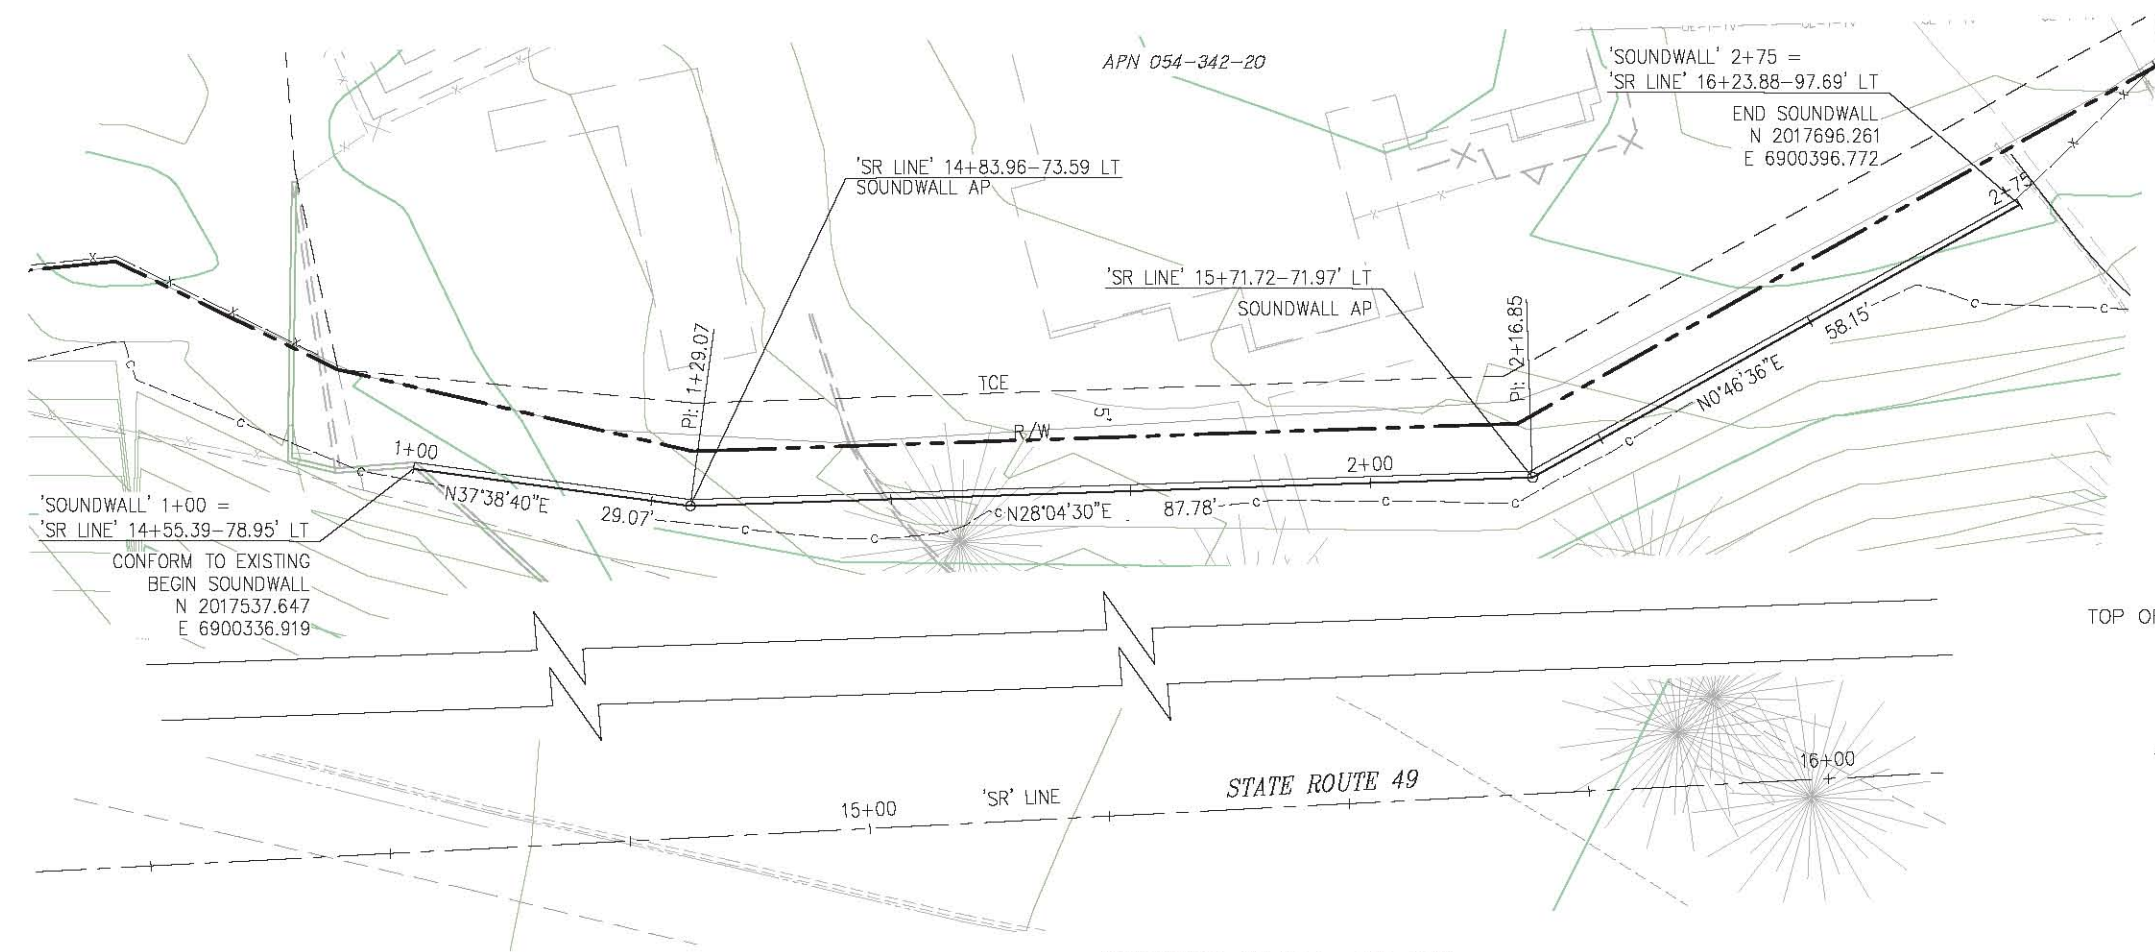 APN 054-342-20
'SOUNDWALL' 2+75 =
'SR LINE' 16+23.88-97.69' LT
END SOUNDWALL
N 2017696.261
E 6900396.772
2+75
'SR LINE' 14+83.96-73.59 LT
SOUNDWALL AP
'SR LINE' 15+71.72-71.97' LT
SOUNDWALL AP
PI: 1+29.07
PI: 2+16.85
TCE
5'
R/W
58.15'
N0°46'36"E
1+00
2+00
N37°38'40"E
29.07'
N28°04'30"E
87.78'
'SOUNDWALL' 1+00 =
'SR LINE' 14+55.39-78.95' LT
CONFORM TO EXISTING
BEGIN SOUNDWALL
N 2017537.647
E 6900336.919
TOP
15+00
'SR' LINE
STATE ROUTE 49
16+00